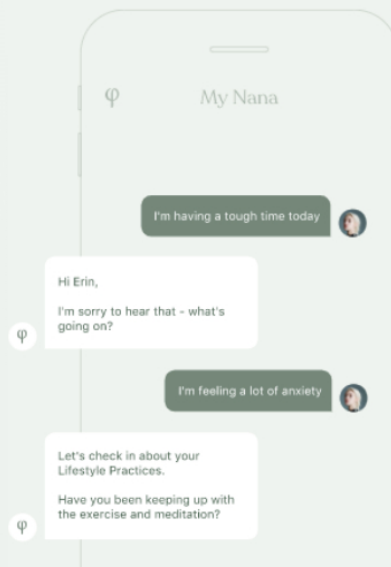 φ My Nana
I'm having a tough time today
Hi Erin,
I'm sorry to hear that - what's
going on?
φ
I'm feeling a lot of anxiety
Let's check in about your
Lifestyle Practices.
Have you been keeping up with
the exercise and meditation?
φ